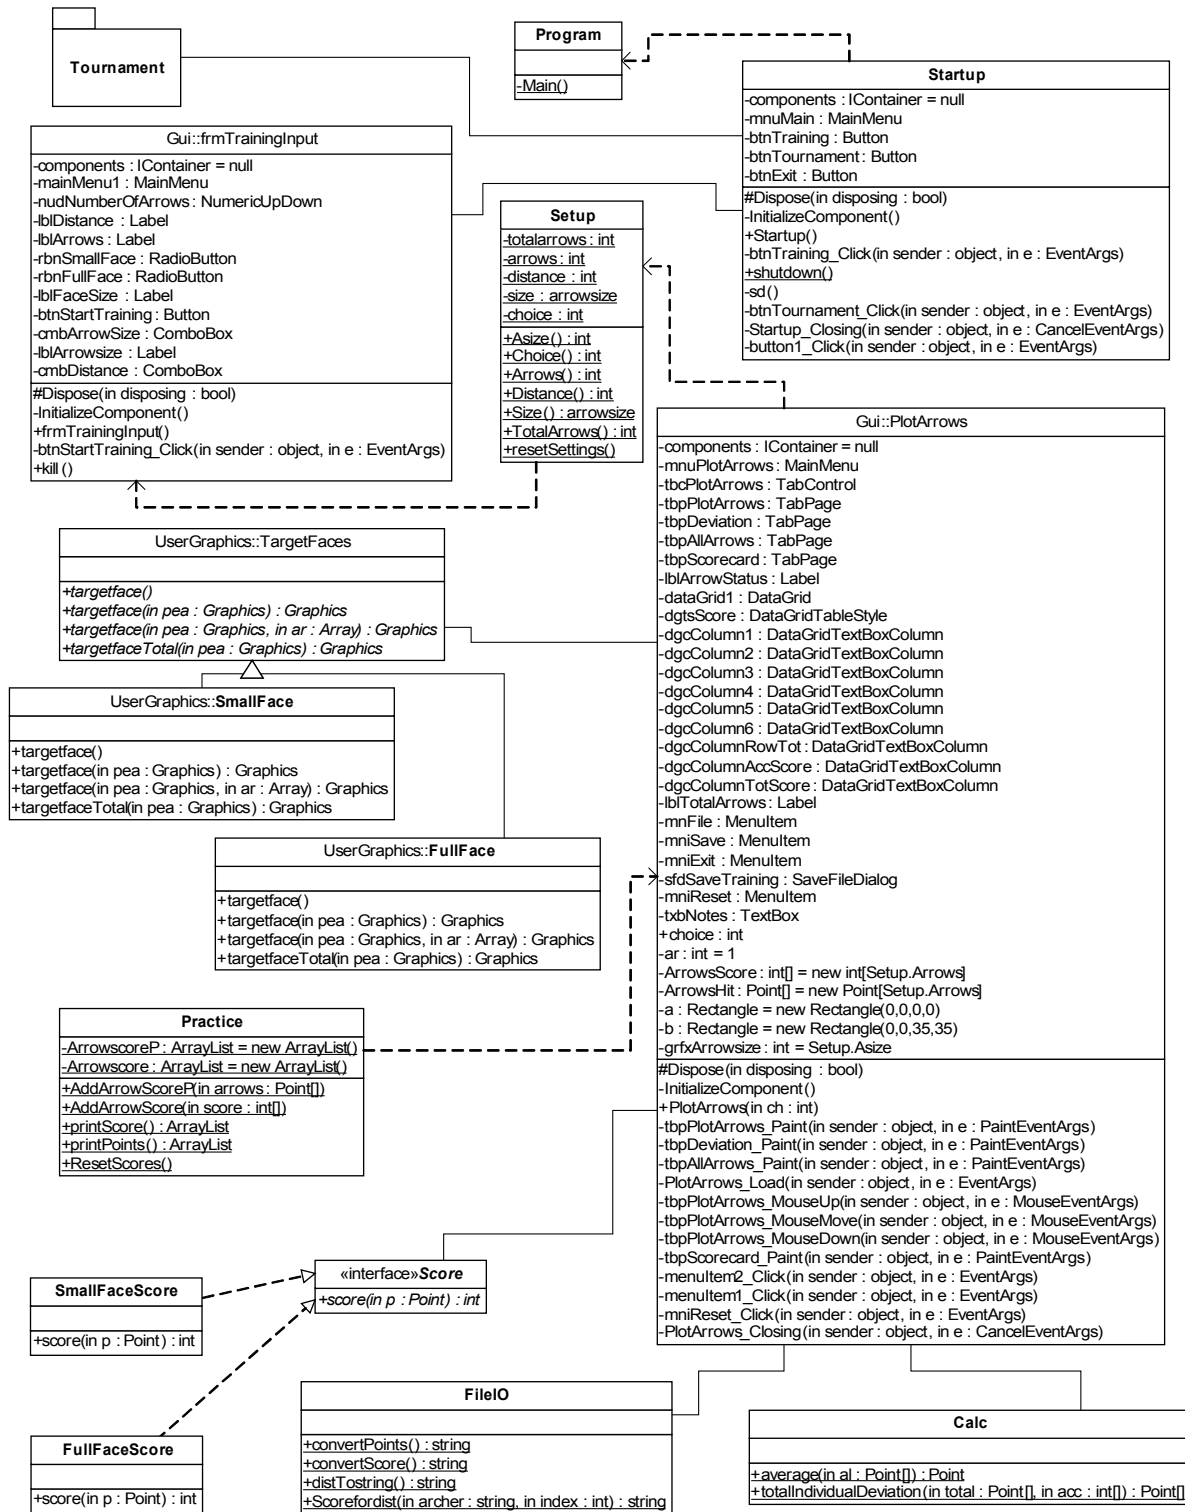 Tournament
Program
-Main()
Startup
-components : IContainer = null
-mnuMain : MainMenu
-btnTraining : Button
-btnTournament : Button
-btnExit : Button
#Dispose(in disposing : bool)
-InitializeComponent()
+Startup()
-btnTraining_Click(in sender : object, in e : EventArgs)
+shutdown()
-sd()
-btnTournament_Click(in sender : object, in e : EventArgs)
-Startup_Closing(in sender : object, in e : CancelEventArgs)
-button1_Click(in sender : object, in e : EventArgs)
Gui::frmTrainingInput
-components : IContainer = null
-mainMenu1 : MainMenu
-nudNumberOfArrows : NumericUpDown
-lblDistance : Label
-lblArrows : Label
-rbnSmallFace : RadioButton
-rbnFullFace : RadioButton
-lblFaceSize : Label
-btnStartTraining : Button
-cmbArrowSize : ComboBox
-lblArrowsize : Label
-cmbDistance : ComboBox
#Dispose(in disposing : bool)
-InitializeComponent()
+frmTrainingInput()
-btnStartTraining_Click(in sender : object, in e : EventArgs)
+kill()
Setup
-totalarrows : int
-arrows : int
-distance : int
-size : arrowsize
-choice : int
+Asize() : int
+Choice() : int
+Arrows() : int
+Distance() : int
+Size() : arrowsize
+TotalArrows() : int
+resetSettings()
Gui::PlotArrows
-components : IContainer = null
-mnuPlotArrows : MainMenu
-tbcPlotArrows : TabControl
-tbpPlotArrows : TabPage
-tbpDeviation : TabPage
-tbpAllArrows : TabPage
-tbpScorecard : TabPage
-lblArrowStatus : Label
-dataGrid1 : DataGrid
-dgtsScore : DataGridTableStyle
-dgcColumn1 : DataGridTextBoxColumn
-dgcColumn2 : DataGridTextBoxColumn
-dgcColumn3 : DataGridTextBoxColumn
-dgcColumn4 : DataGridTextBoxColumn
-dgcColumn5 : DataGridTextBoxColumn
-dgcColumn6 : DataGridTextBoxColumn
-dgcColumnRowTot : DataGridTextBoxColumn
-dgcColumnAccScore : DataGridTextBoxColumn
-dgcColumnTotScore : DataGridTextBoxColumn
-lblTotalArrows : Label
-mnFile : MenuItem
-mniSave : MenuItem
-mniExit : MenuItem
-sfdSaveTraining : SaveFileDialog
-mniReset : MenuItem
-txbNotes : TextBox
+choice : int
-ar : int = 1
-ArrowsScore : int[] = new int[Setup.Arrows]
-ArrowsHit : Point[] = new Point[Setup.Arrows]
-a : Rectangle = new Rectangle(0,0,0,0)
-b : Rectangle = new Rectangle(0,0,35,35)
-grfxArrowsize : int = Setup.Asize
#Dispose(in disposing : bool)
-InitializeComponent()
+PlotArrows(in ch : int)
-tbpPlotArrows_Paint(in sender : object, in e : PaintEventArgs)
-tbpDeviation_Paint(in sender : object, in e : PaintEventArgs)
-tbpAllArrows_Paint(in sender : object, in e : PaintEventArgs)
-PlotArrows_Load(in sender : object, in e : EventArgs)
-tbpPlotArrows_MouseUp(in sender : object, in e : MouseEventArgs)
-tbpPlotArrows_MouseMove(in sender : object, in e : MouseEventArgs)
-tbpPlotArrows_MouseDown(in sender : object, in e : MouseEventArgs)
-tbpScorecard_Paint(in sender : object, in e : PaintEventArgs)
-menuItem2_Click(in sender : object, in e : EventArgs)
-menuItem1_Click(in sender : object, in e : EventArgs)
-mniReset_Click(in sender : object, in e : EventArgs)
-PlotArrows_Closing(in sender : object, in e : CancelEventArgs)
UserGraphics::TargetFaces
+targetface()
+targetface(in pea : Graphics) : Graphics
+targetface(in pea : Graphics, in ar : Array) : Graphics
+targetfaceTotal(in pea : Graphics) : Graphics
UserGraphics::SmallFace
+targetface()
+targetface(in pea : Graphics) : Graphics
+targetface(in pea : Graphics, in ar : Array) : Graphics
+targetfaceTotal(in pea : Graphics) : Graphics
UserGraphics::FullFace
+targetface()
+targetface(in pea : Graphics) : Graphics
+targetface(in pea : Graphics, in ar : Array) : Graphics
+targetfaceTotal(in pea : Graphics) : Graphics
Practice
-ArrowscoreP : ArrayList = new ArrayList()
-Arrowscore : ArrayList = new ArrayList()
+AddArrowScoreP(in arrows : Point[])
+AddArrowScore(in score : int[])
+printScore() : ArrayList
+printPoints() : ArrayList
+ResetScores()
«interface»Score
+score(in p : Point) : int
SmallFaceScore
+score(in p : Point) : int
FullFaceScore
+score(in p : Point) : int
FileIO
+convertPoints() : string
+convertScore() : string
+distTostring() : string
+Scorefordist(in archer : string, in index : int) : string
Calc
+average(in al : Point[]) : Point
+totalIndividualDeviation(in total : Point[], in acc : int[]) : Point[]